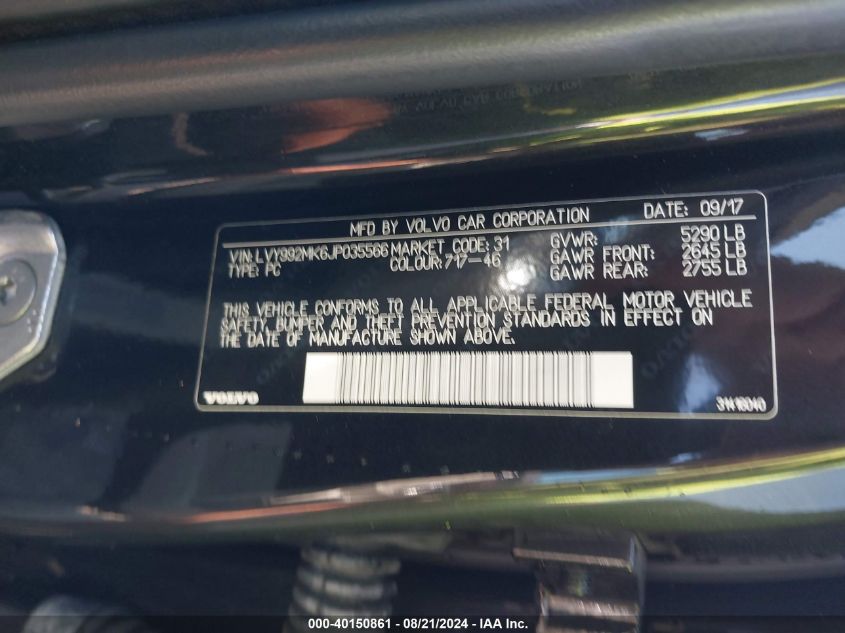 MFD BY VOLVO CAR CORPORATION DATE: 09/17
VIN: LVY992MK6JP035566 MARKET CODE: 31 GVWR: 5290 LB
TYPE: PC COLOUR: 717-46 GAWR FRONT: 2645 LB
GAWR REAR: 2755 LB
THIS VEHICLE CONFORMS TO ALL APPLICABLE FEDERAL MOTOR VEHICLE
SAFETY, BUMPER AND THEFT PREVENTION STANDARDS IN EFFECT ON
THE DATE OF MANUFACTURE SHOWN ABOVE.
VOLVO
31416040
000-40150861 - 08/21/2024 - IAA Inc.